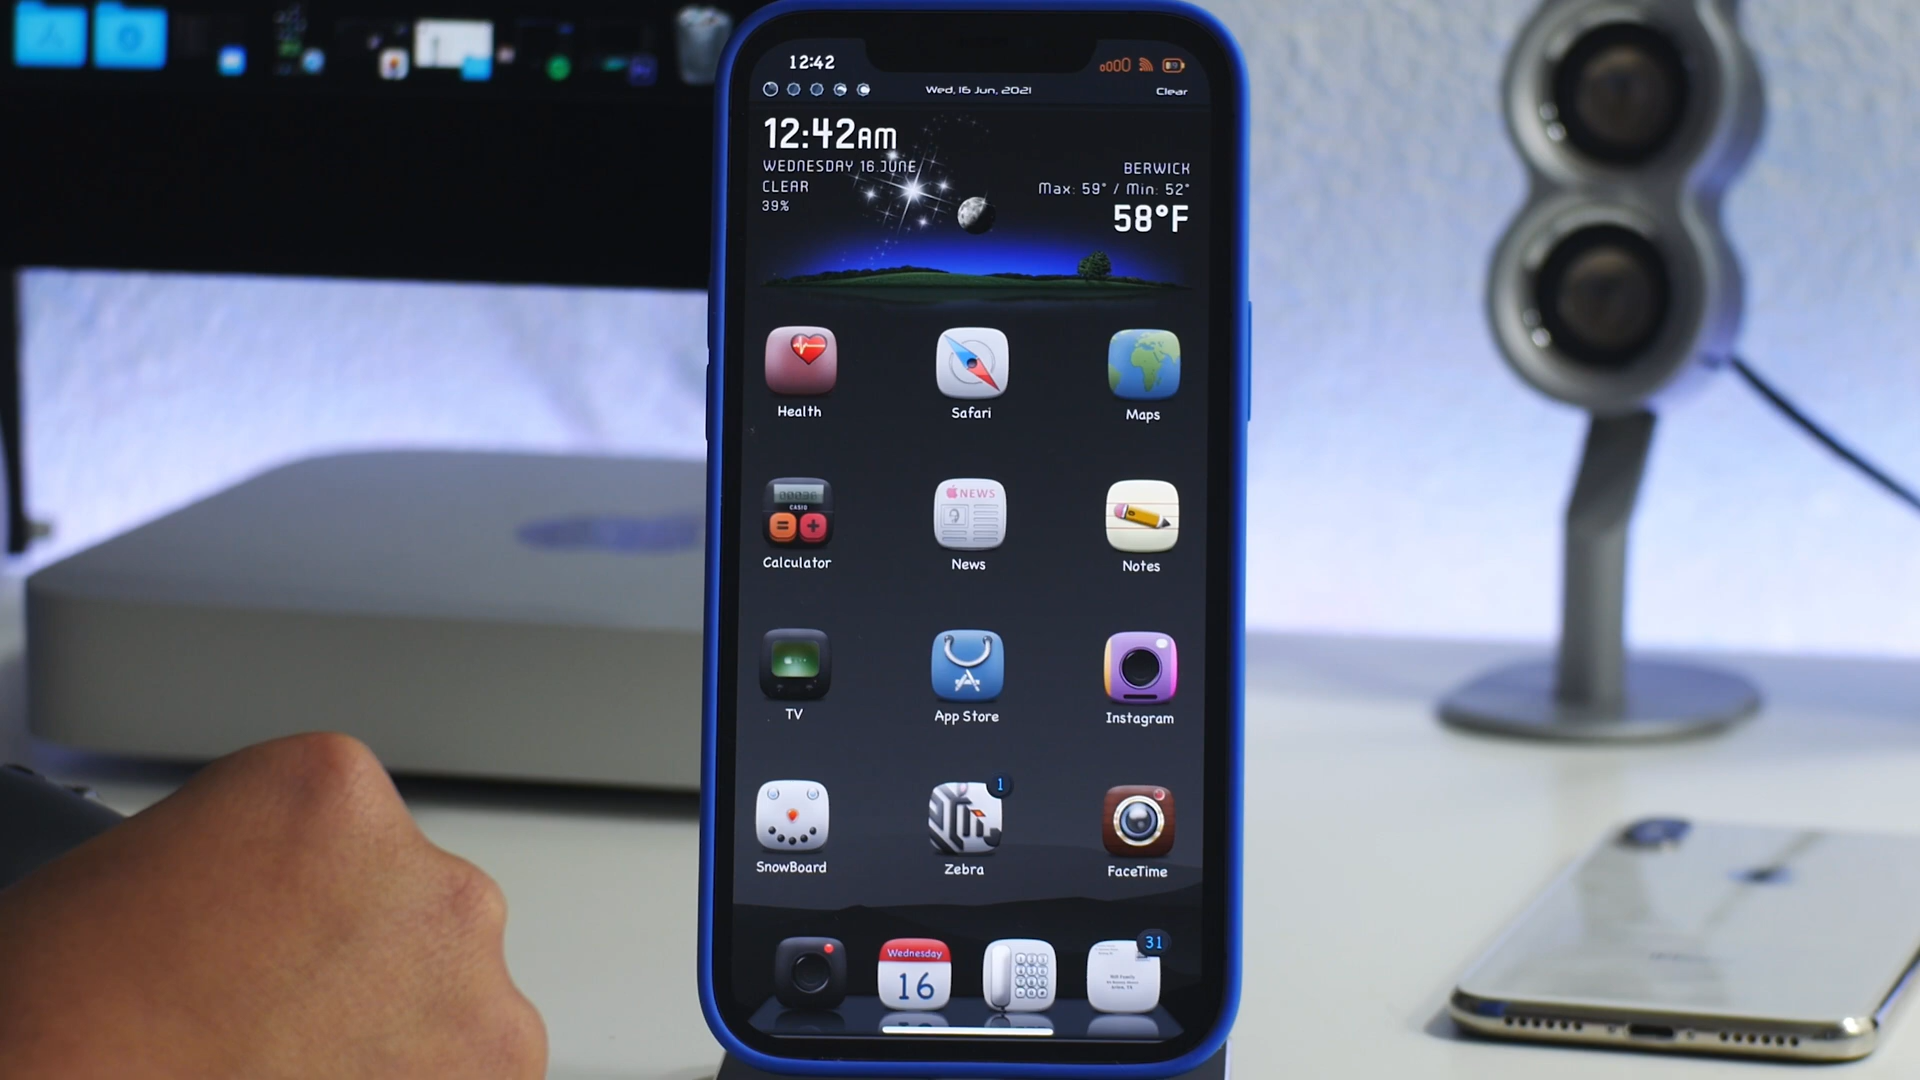 12:42
Wed, 16 Jun, 2021
Clear
12:42AM
WEDNESDAY 16 JUNE
CLEAR
39%
BERWICK
Max: 59° / Min: 52°
58°F
Health
Safari
Maps
00036
CASIO
=
+
NEWS
Calculator
News
Notes
TV
App Store
Instagram
1
SnowBoard
Zebra
FaceTime
Wednesday
16
31